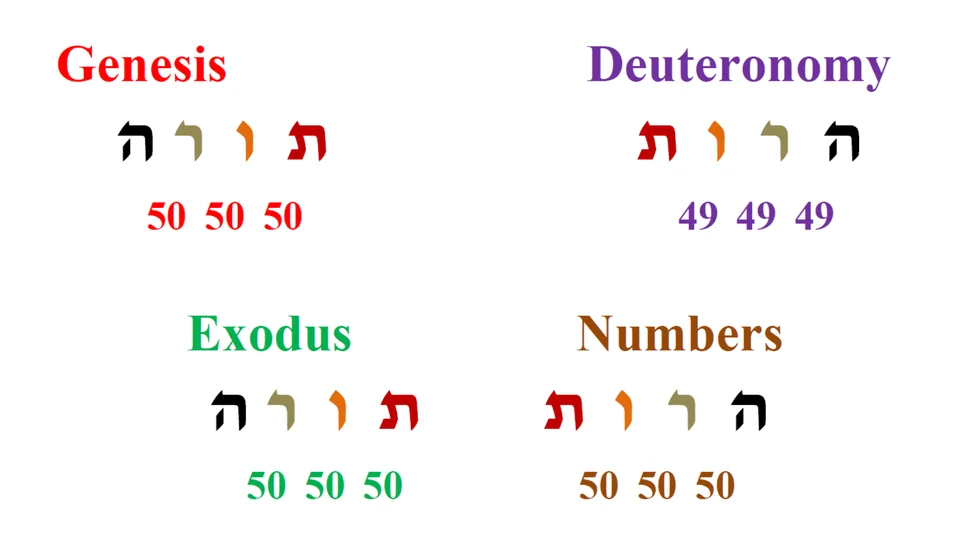 Genesis
ת ו ר ה
50 50 50
Deuteronomy
ה ר ו ת
49 49 49
Exodus
ת ו ר ה
50 50 50
Numbers
ה ר ו ת
50 50 50